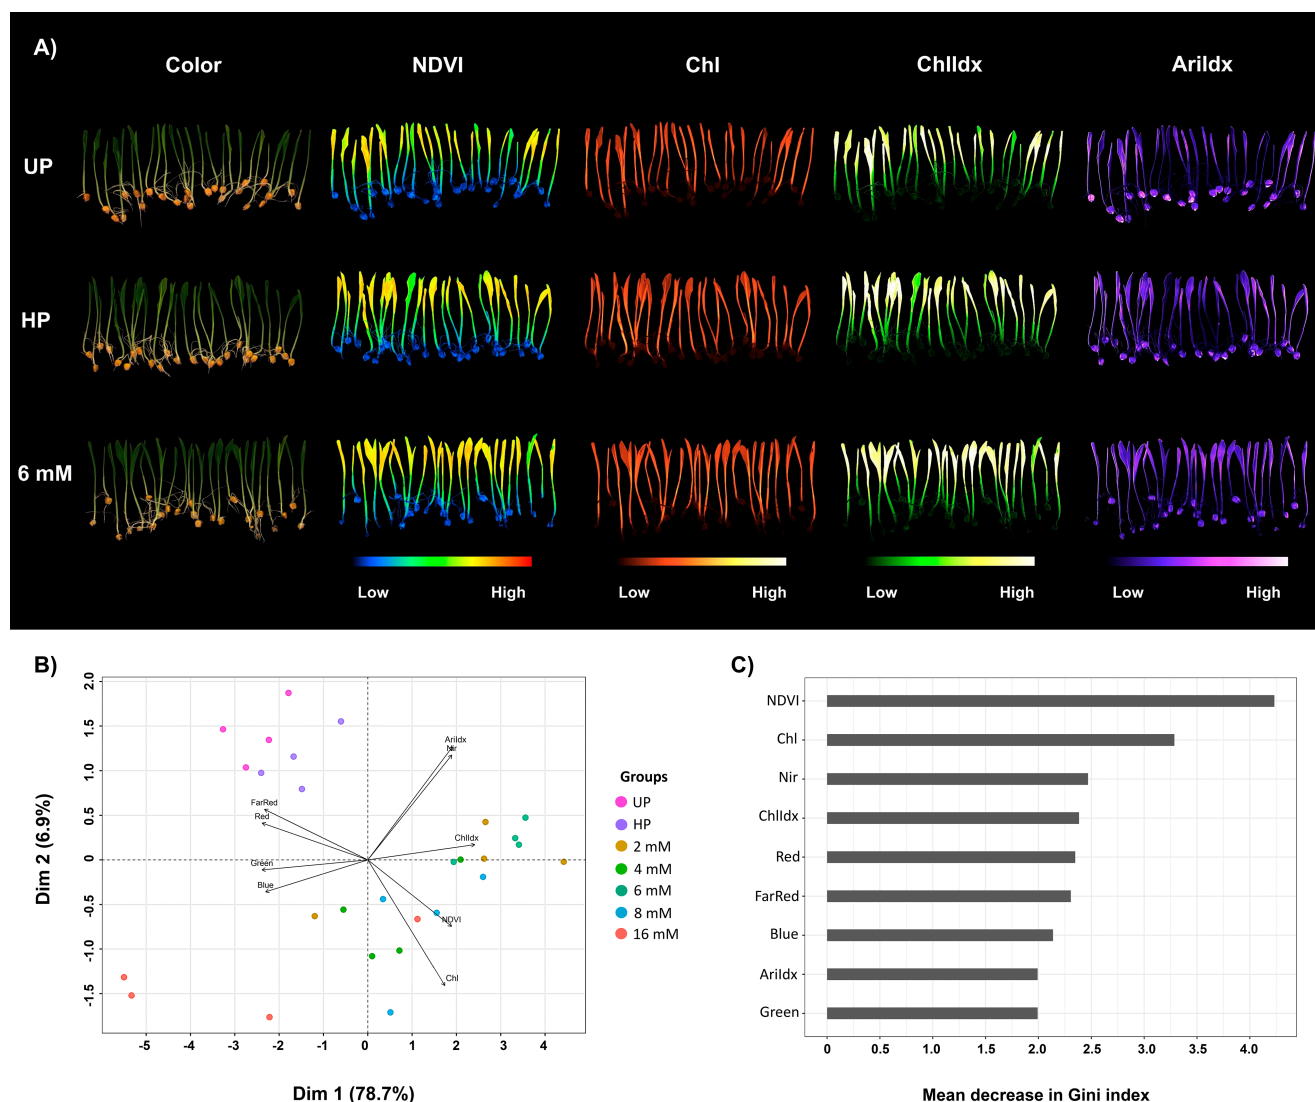 A)
Color NDVI Chl ChlIdx AriIdx
UP
HP
6 mM
Low High Low High Low High Low High
B)
Dim 2 (6.9%)
2.0
1.5
1.0
0.5
0
-0.5
-1.0
-1.5
AriIdx
Nir
FarRed
Red
ChlIdx
Green
Blue
NDVI
Chl
-5 -4 -3 -2 -1 0 1 2 3 4
Dim 1 (78.7%)
Groups
UP
HP
2 mM
4 mM
6 mM
8 mM
16 mM
C)
NDVI
Chl
Nir
ChlIdx
Red
FarRed
Blue
AriIdx
Green
0 0.5 1.0 1.5 2.0 2.5 3.0 3.5 4.0
Mean decrease in Gini index